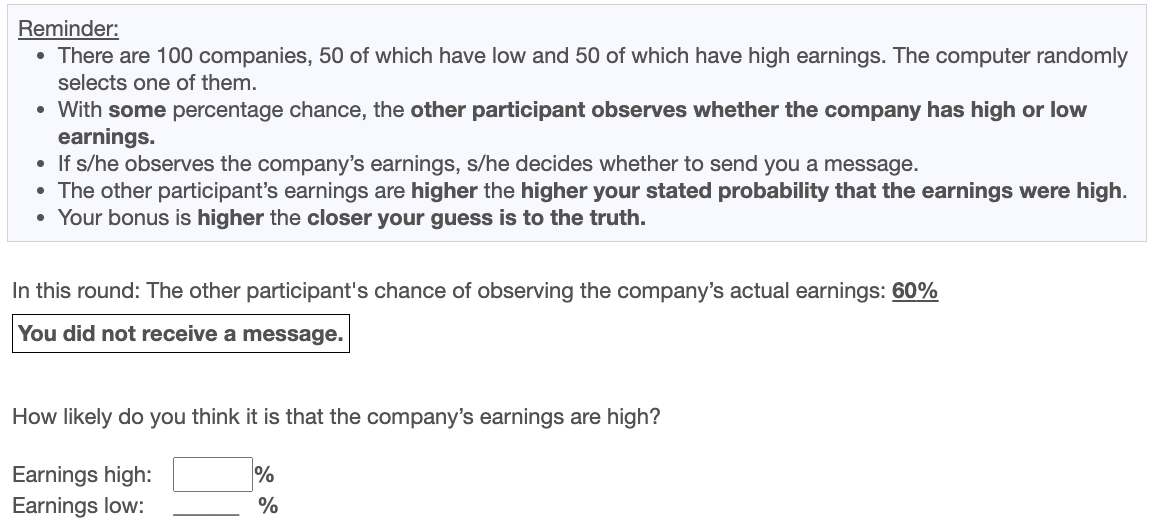 Reminder:
• There are 100 companies, 50 of which have low and 50 of which have high earnings. The computer randomly
selects one of them.
• With some percentage chance, the other participant observes whether the company has high or low
earnings.
• If s/he observes the company’s earnings, s/he decides whether to send you a message.
• The other participant’s earnings are higher the higher your stated probability that the earnings were high.
• Your bonus is higher the closer your guess is to the truth.
In this round: The other participant's chance of observing the company’s actual earnings: 60%
You did not receive a message.
How likely do you think it is that the company’s earnings are high?
Earnings high: %
Earnings low: ______ %